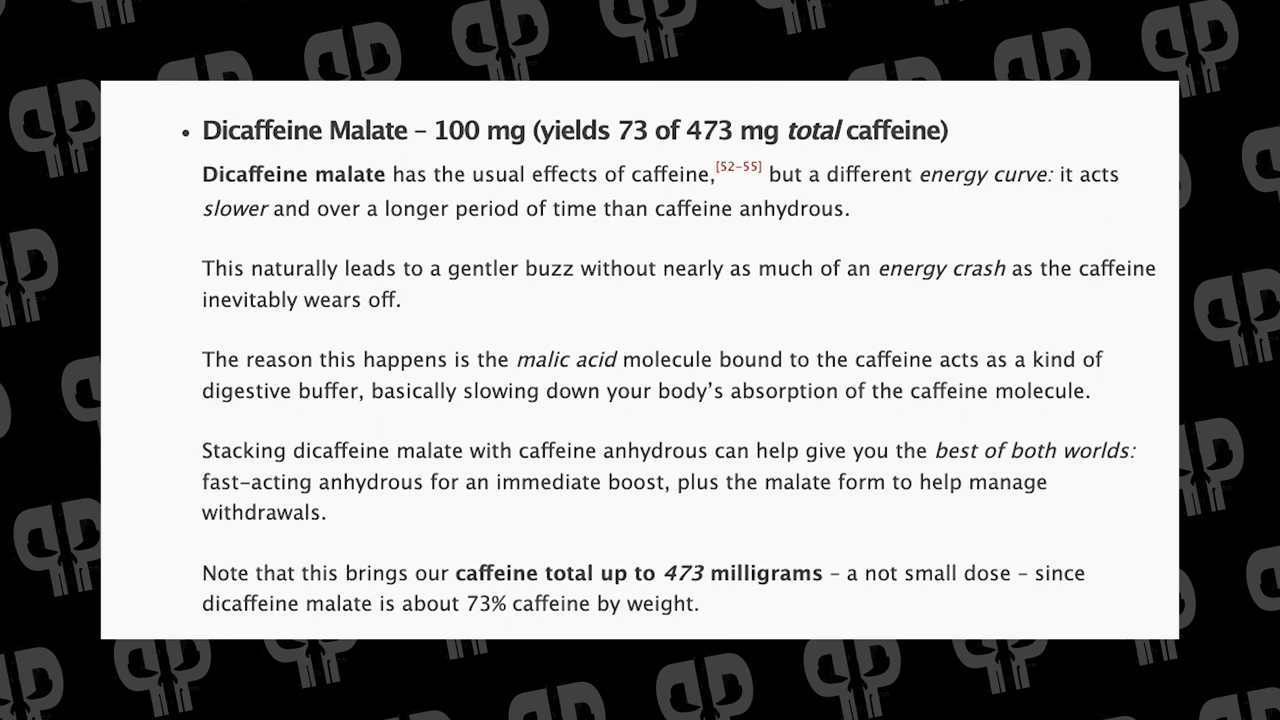 • Dicaffeine Malate – 100 mg (yields 73 of 473 mg total caffeine)
Dicaffeine malate has the usual effects of caffeine,[52–55] but a different energy curve: it acts
slower and over a longer period of time than caffeine anhydrous.
This naturally leads to a gentler buzz without nearly as much of an energy crash as the caffeine
inevitably wears off.
The reason this happens is the malic acid molecule bound to the caffeine acts as a kind of
digestive buffer, basically slowing down your body’s absorption of the caffeine molecule.
Stacking dicaffeine malate with caffeine anhydrous can help give you the best of both worlds:
fast-acting anhydrous for an immediate boost, plus the malate form to help manage
withdrawals.
Note that this brings our caffeine total up to 473 milligrams – a not small dose – since
dicaffeine malate is about 73% caffeine by weight.